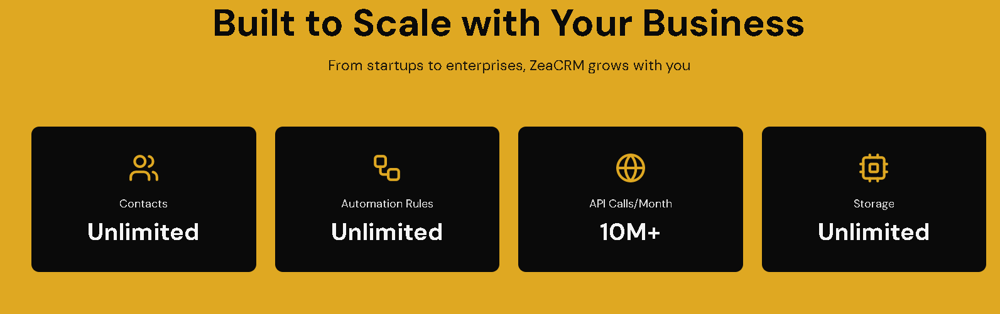 Built to Scale with Your Business
From startups to enterprises, ZeaCRM grows with you
Contacts
Unlimited
Automation Rules
Unlimited
API Calls/Month
10M+
Storage
Unlimited